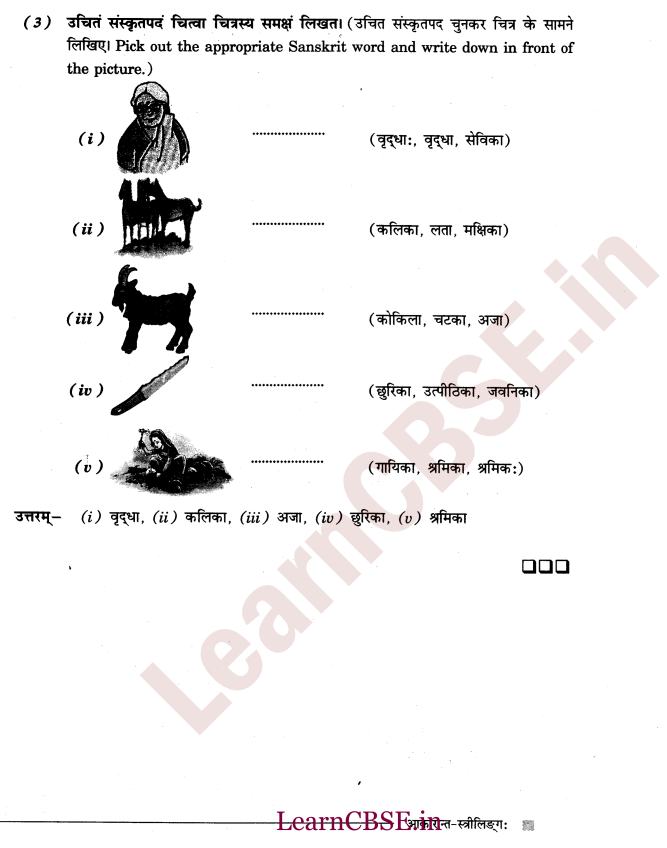 (3) उचितं संस्कृतपदं चित्वा चित्रस्य समक्षं लिखत। (उचित संस्कृतपद चुनकर चित्र के सामने
लिखिए। Pick out the appropriate Sanskrit word and write down in front of
the picture.)
(i) .................... (वृद्धाः, वृद्धा, सेविका)
(ii) .................... (कलिका, लता, मक्षिका)
(iii) .................... (कोकिला, चटका, अजा)
(iv) .................... (छुरिका, उत्पीठिका, जवनिका)
(v) .................... (गायिका, श्रमिका, श्रमिकः)
उत्तरम्– (i) वृद्धा, (ii) कलिका, (iii) अजा, (iv) छुरिका, (v) श्रमिका
LearnCBSE.in
LearnCBSE.in आकारान्त-स्त्रीलिङ्गः